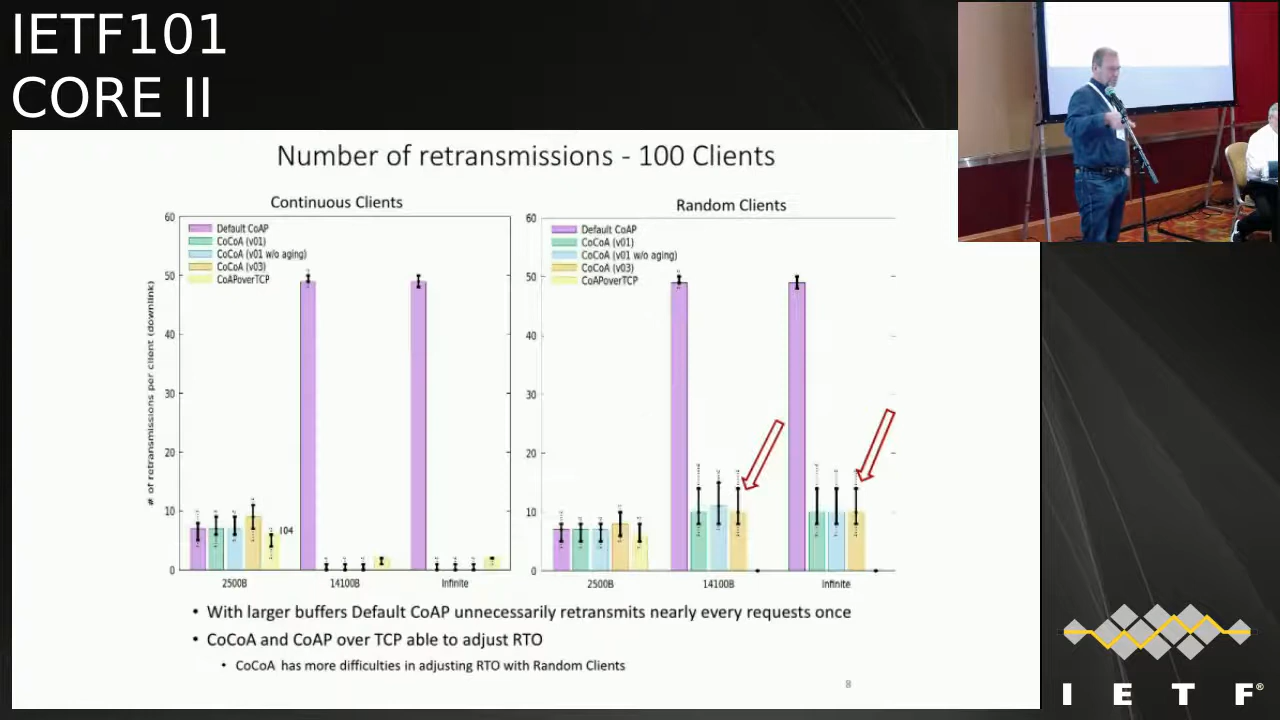 IETF101
CORE II
Number of retransmissions - 100 Clients
Continuous Clients
Random Clients
# of retransmissions per client (downlink)
60
50
40
30
20
10
0
Default CoAP
CoCoA (v01)
CoCoA (v01 w/o aging)
CoCoA (v03)
CoAPoverTCP
104
2500B
14100B
Infinite
60
50
40
30
20
10
0
Default CoAP
CoCoA (v01)
CoCoA (v01 w/o aging)
CoCoA (v03)
CoAPoverTCP
2500B
14100B
Infinite
• With larger buffers Default CoAP unnecessarily retransmits nearly every requests once
• CoCoA and CoAP over TCP able to adjust RTO
• CoCoA has more difficulties in adjusting RTO with Random Clients
8
I E T F®